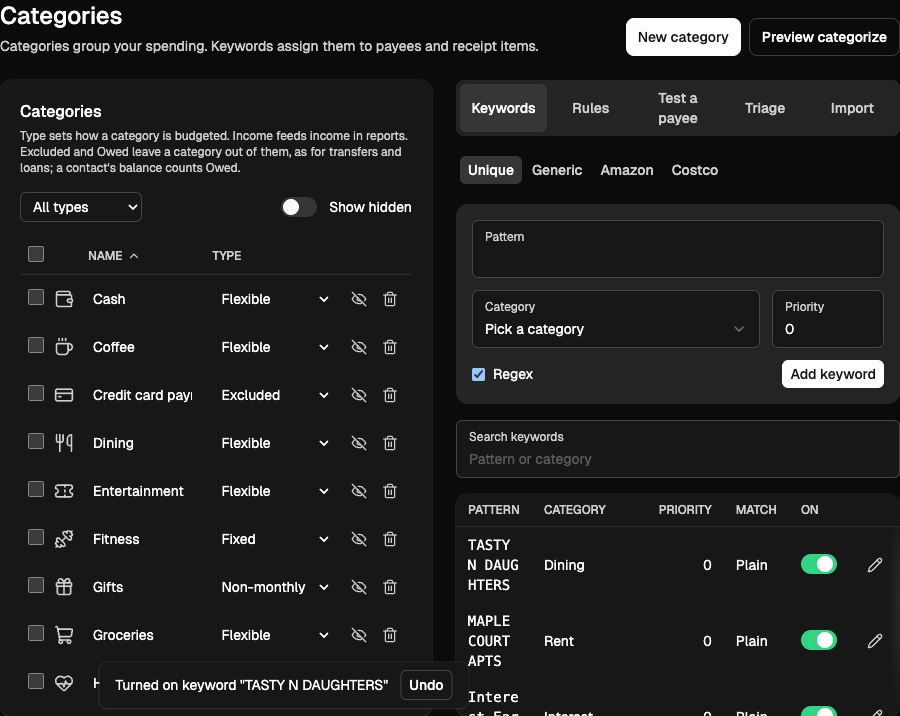 Categories
Categories group your spending. Keywords assign them to payees and receipt items.
New category
Preview categorize
Categories
Type sets how a category is budgeted. Income feeds income in reports.
Excluded and Owed leave a category out of them, as for transfers and
loans; a contact's balance counts Owed.
All types
Show hidden
NAME
TYPE
Cash
Flexible
Coffee
Flexible
Credit card pay
Excluded
Dining
Flexible
Entertainment
Flexible
Fitness
Fixed
Gifts
Non-monthly
Groceries
Flexible
Turned on keyword "TASTY N DAUGHTERS"
Undo
Keywords
Rules
Test a
payee
Triage
Import
Unique
Generic
Amazon
Costco
Pattern
Category
Pick a category
Priority
0
Regex
Add keyword
Search keywords
Pattern or category
PATTERN
CATEGORY
PRIORITY
MATCH
ON
TASTY
N DAUG
HTERS
Dining
0
Plain
MAPLE
COURT
APTS
Rent
0
Plain
Intere
Interest
0
Plain